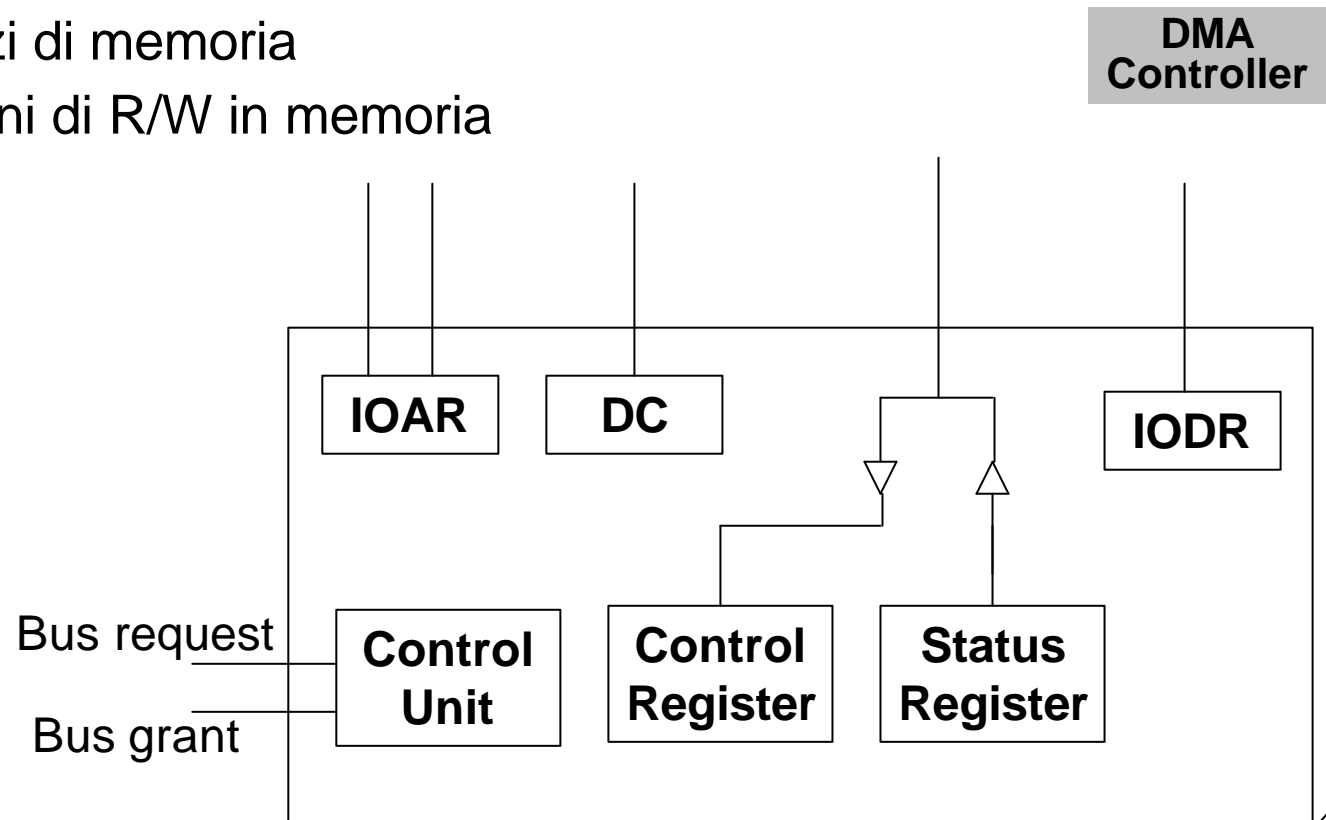 zi di memoria
ni di R/W in memoria
DMA
Controller
IOAR
DC
IODR
Bus request
Bus grant
Control
Unit
Control
Register
Status
Register